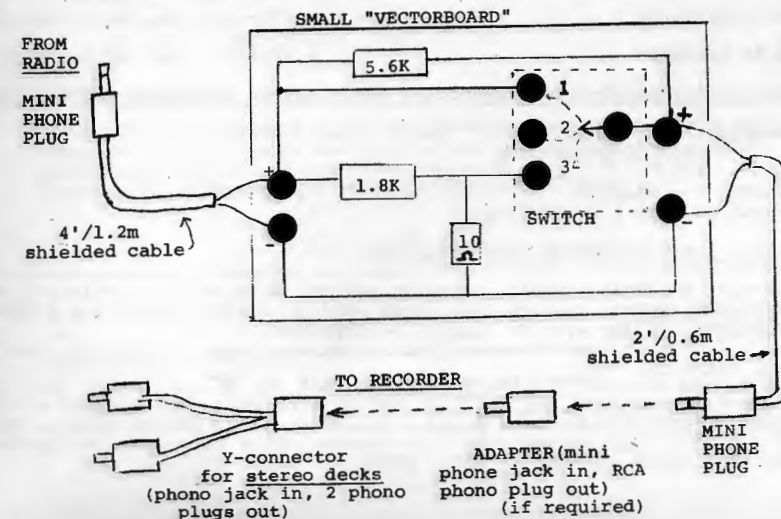 SMALL "VECTORBOARD"
FROM
RADIO
MINI
PHONE
PLUG
5.6K
1
2
3
+
+
1.8K
-
-
10
Ω
SWITCH
4'/1.2m
shielded cable
2'/0.6m
shielded cable
TO RECORDER
Y-connector
for stereo decks
(phono jack in, 2 phono
plugs out)
ADAPTER(mini
phone jack in, RCA
phono plug out)
(if required)
MINI
PHONE
PLUG